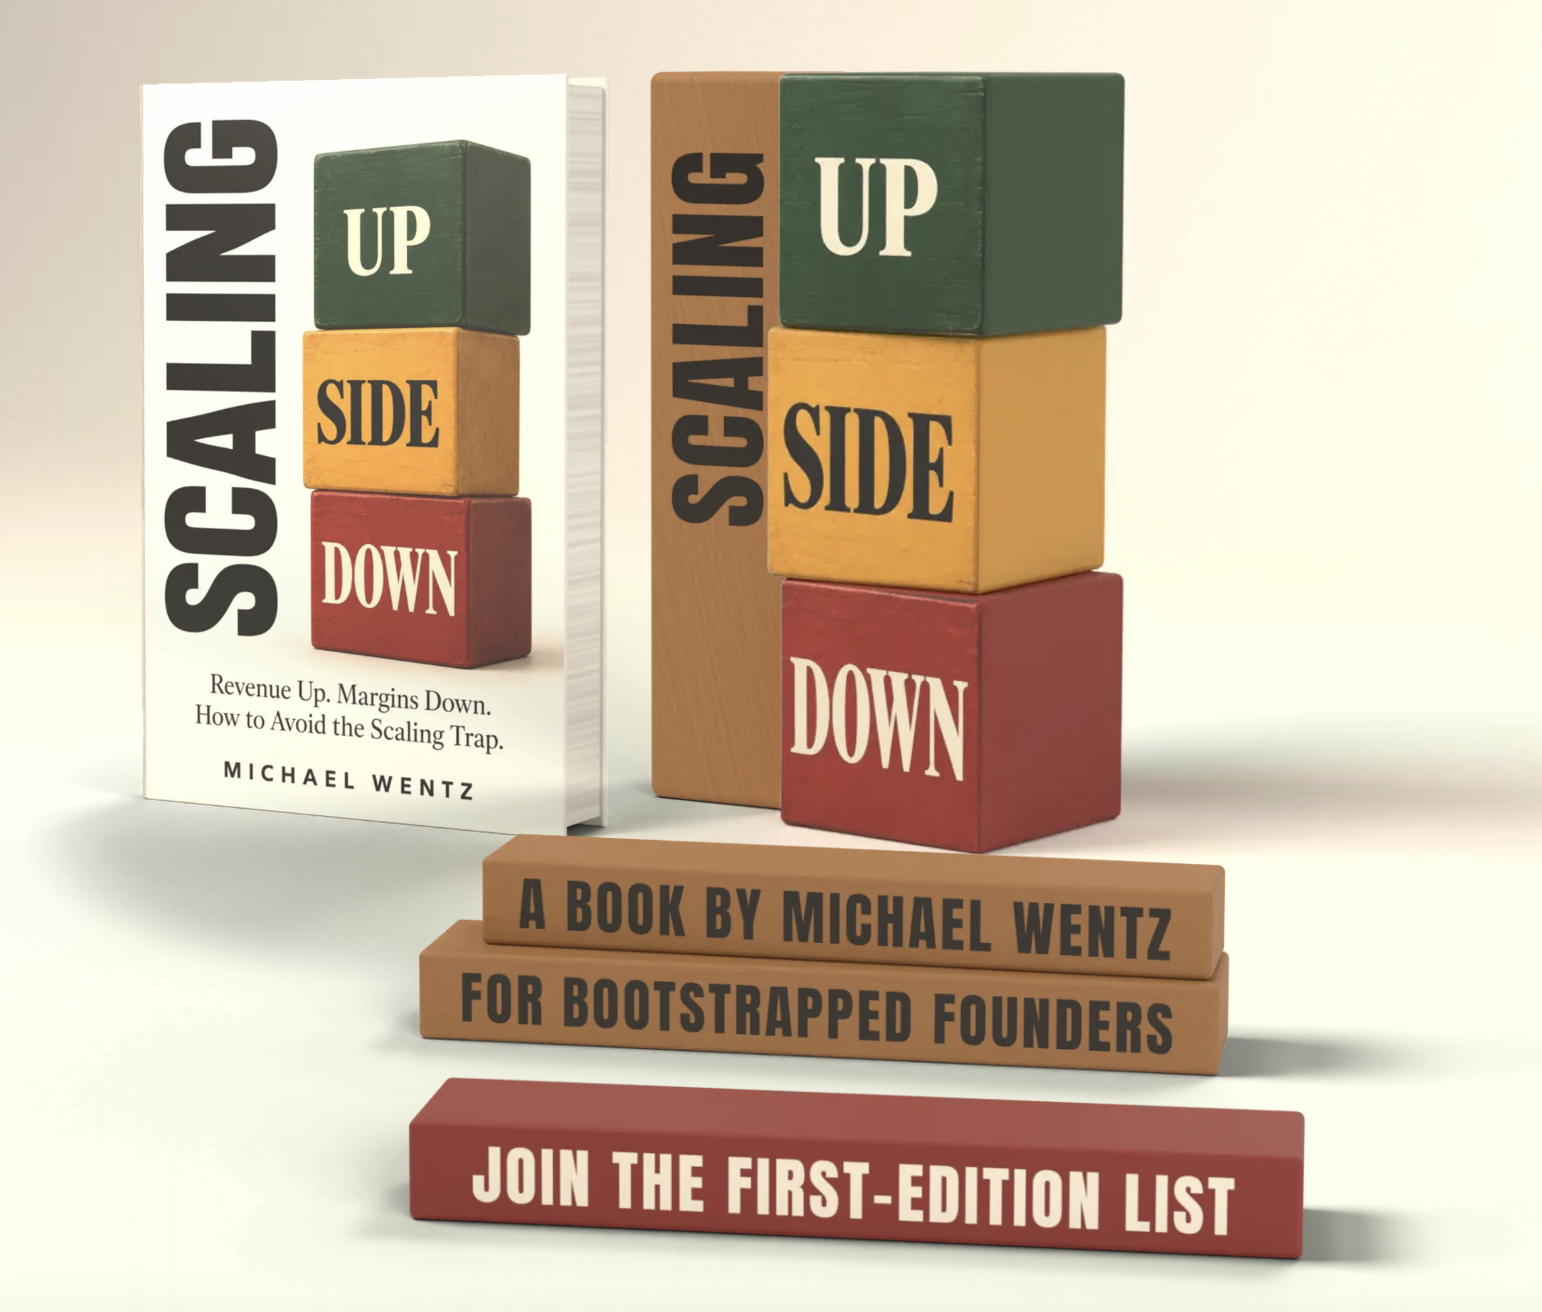 SCALING
UP
SIDE
DOWN
Revenue Up. Margins Down.
How to Avoid the Scaling Trap.
MICHAEL WENTZ
SCALING
UP
SIDE
DOWN
A BOOK BY MICHAEL WENTZ
FOR BOOTSTRAPPED FOUNDERS
JOIN THE FIRST-EDITION LIST